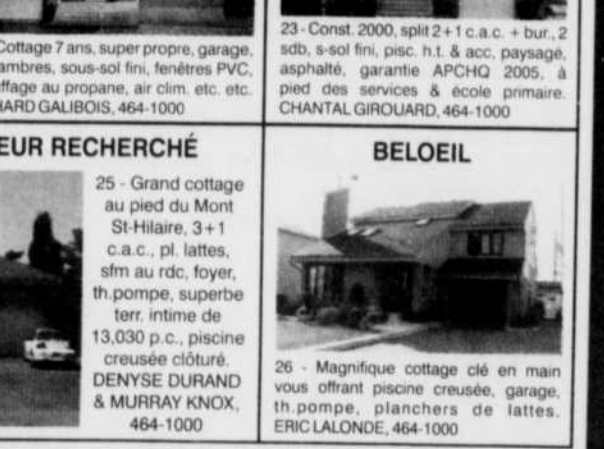 Cottage 7 ans, super propre, garage,
ambres, sous-sol fini, fenêtres PVC,
ffage au propane, air clim. etc. etc.
HARD GALIBOIS, 464-1000
23 - Const. 2000, split 2+1 c.a.c. + bur., 2
sdb, s-sol fini, pisc. h.t. & acc, paysagé,
asphalté, garantie APCHQ 2005, à
pied des services & école primaire.
CHANTAL GIROUARD, 464-1000
EUR RECHERCHÉ
25 - Grand cottage
au pied du Mont
St-Hilaire, 3+1
c.a.c., pl. lattes,
sfm au rdc, foyer,
th.pompe, superbe
terr. intime de
13,030 p.c., piscine
creusée clôturé.
DENYSE DURAND
& MURRAY KNOX,
464-1000
BELOEIL
26 - Magnifique cottage clé en main
vous offrant piscine creusée, garage,
th.pompe, planchers de lattes.
ERIC LALONDE, 464-1000